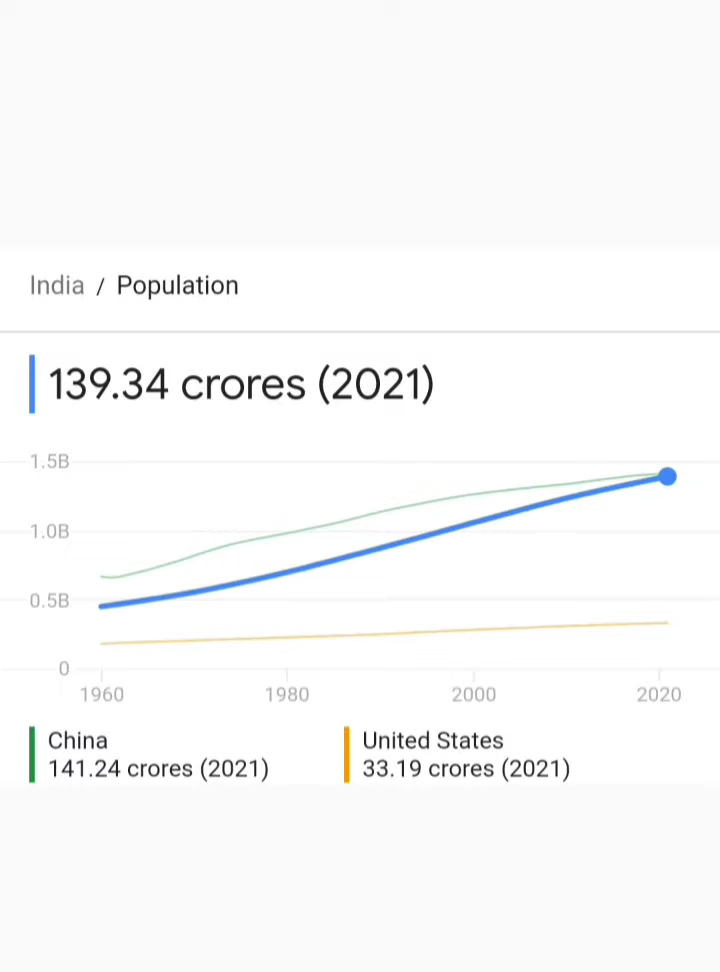 India / Population
139.34 crores (2021)
1.5B
1.0B
0.5B
0
1960 1980 2000 2020
China
141.24 crores (2021)
United States
33.19 crores (2021)